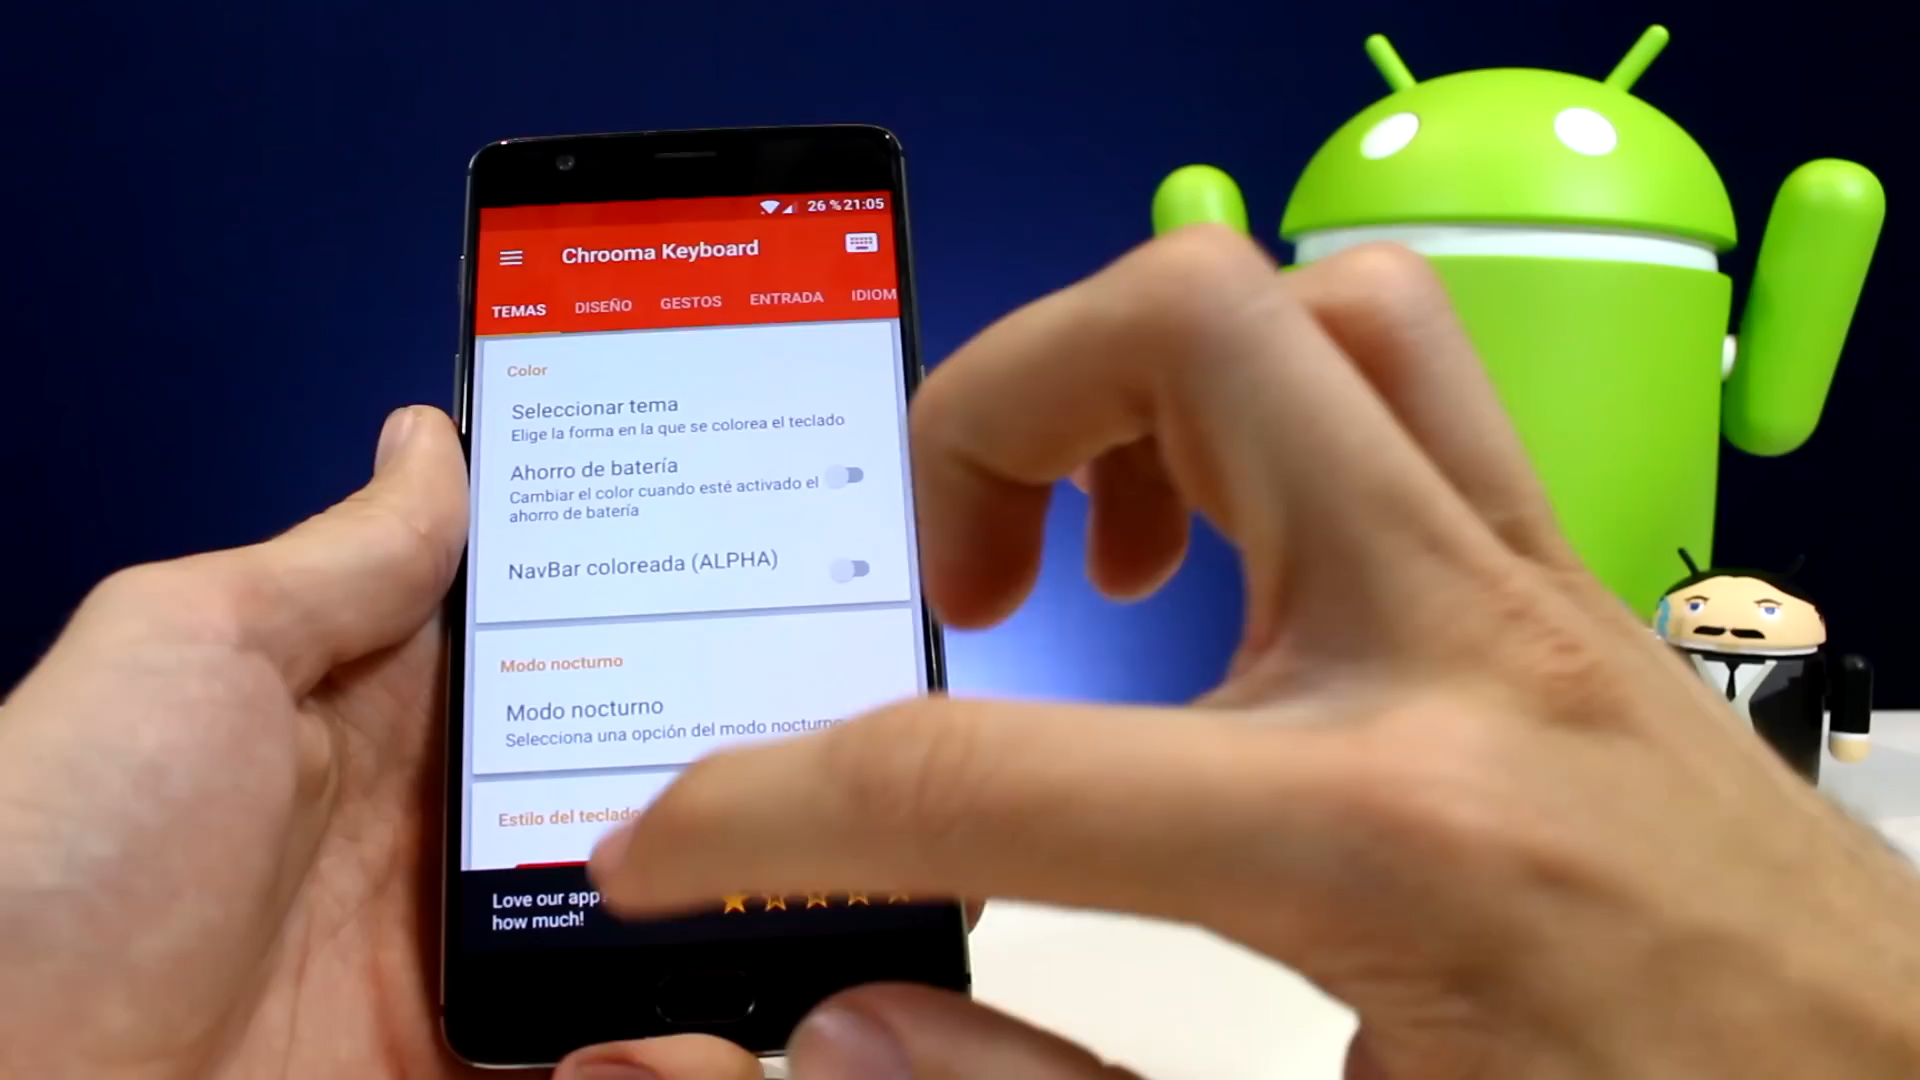 26 % 21:05
Chrooma Keyboard
TEMAS DISEÑO GESTOS ENTRADA IDIOM
Color
Seleccionar tema
Elige la forma en la que se colorea el teclado
Ahorro de batería
Cambiar el color cuando esté activado el
ahorro de batería
NavBar coloreada (ALPHA)
Modo nocturno
Modo nocturno
Selecciona una opción del modo nocturno
Estilo del teclado
Love our app?
how much!